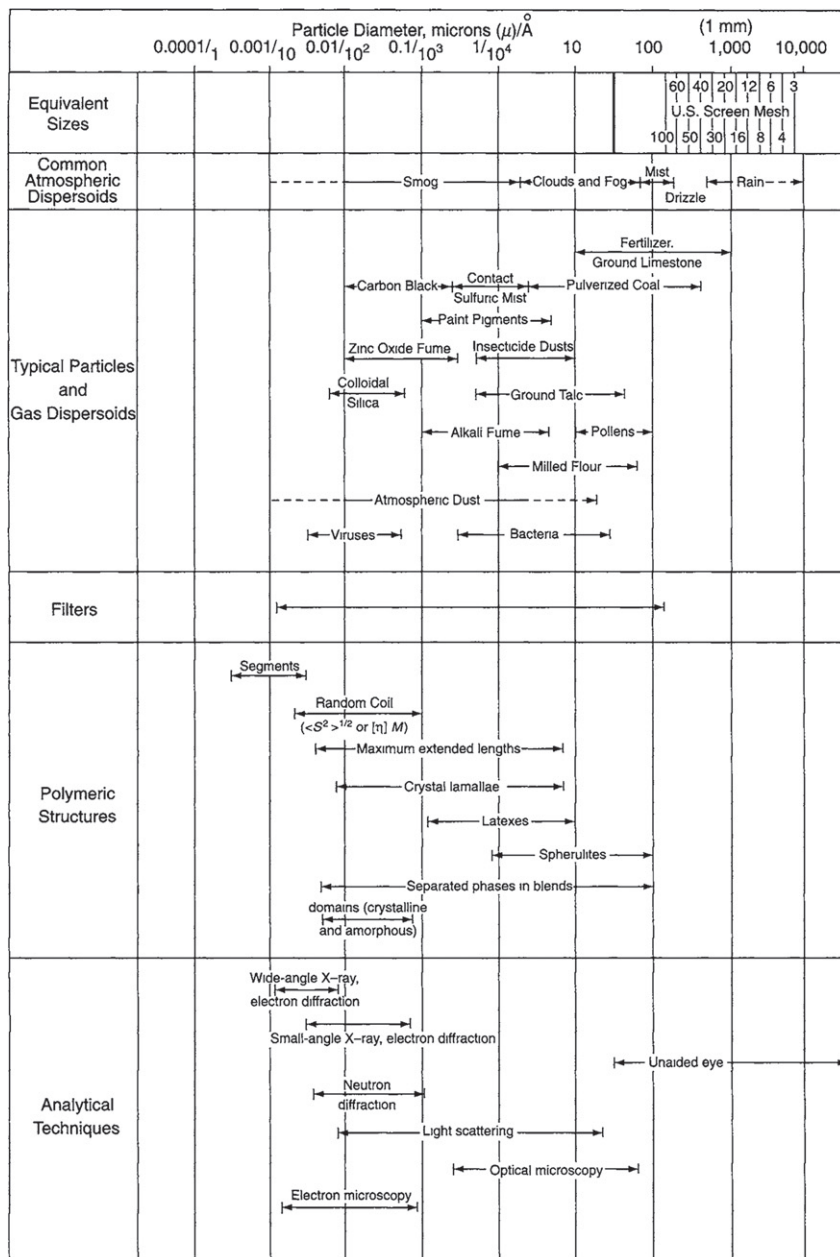 Particle Diameter, microns (μ)/Å
(1 mm)
0.0001/1 0.001/10 0.01/10² 0.1/10³ 1/10⁴ 10 100 1,000 10,000
Equivalent
Sizes
60 40 20 12 6 3
U.S. Screen Mesh
100 50 30 16 8 4
Common
Atmospheric
Dispersoids
Smog
Clouds and Fog
Mist
Drizzle
Rain
Typical Particles
and
Gas Dispersoids
Fertilizer.
Ground Limestone
Carbon Black
Contact
Sulfuric Mist
Pulverized Coal
Paint Pigments
Zinc Oxide Fume
Insecticide Dusts
Colloidal
Silica
Ground Talc
Alkali Fume
Pollens
Milled Flour
Atmospheric Dust
Viruses
Bacteria
Filters
Polymeric
Structures
Segments
Random Coil
(<S²>¹/² or [η] M)
Maximum extended lengths
Crystal lamallae
Latexes
Spherulites
Separated phases in blends
domains (crystalline
and amorphous)
Analytical
Techniques
Wide-angle X–ray,
electron diffraction
Small-angle X–ray, electron diffraction
Unaided eye
Neutron
diffraction
Light scattering
Optical microscopy
Electron microscopy